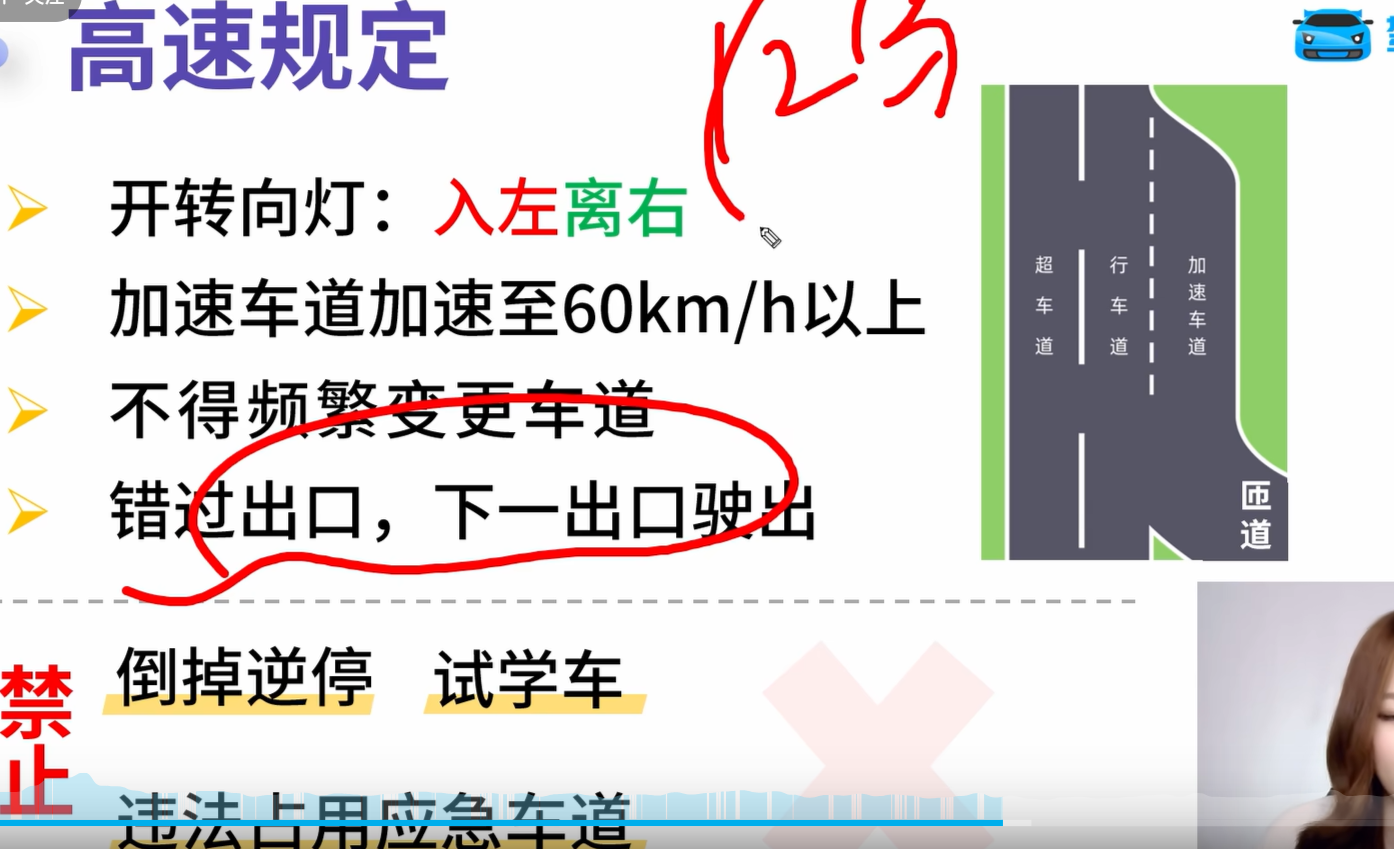 高速规定
12分
开转向灯：入左离右
加速车道加速至60km/h以上
不得频繁变更车道
错过出口，下一出口驶出
超车道
行车道
加速车道
匝道
禁止
倒掉逆停 试学车
违法占用应急车道